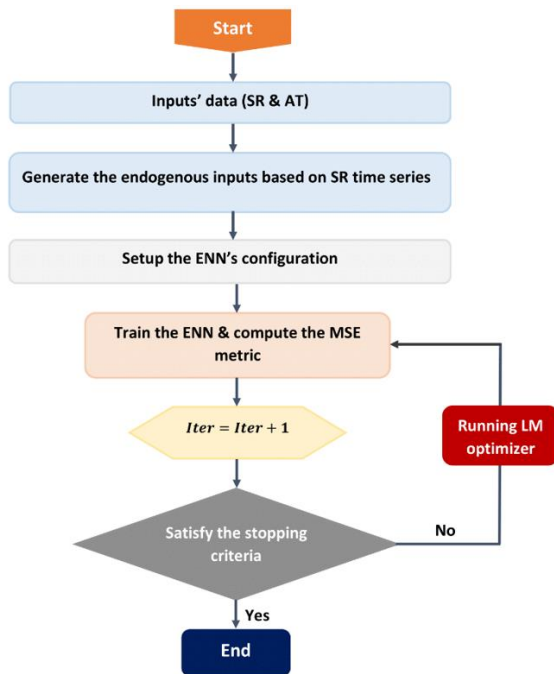 Start
Inputs' data (SR & AT)
Generate the endogenous inputs based on SR time series
Setup the ENN's configuration
Train the ENN & compute the MSE
metric
Iter = Iter + 1
Running LM
optimizer
Satisfy the stopping
criteria
No
Yes
End